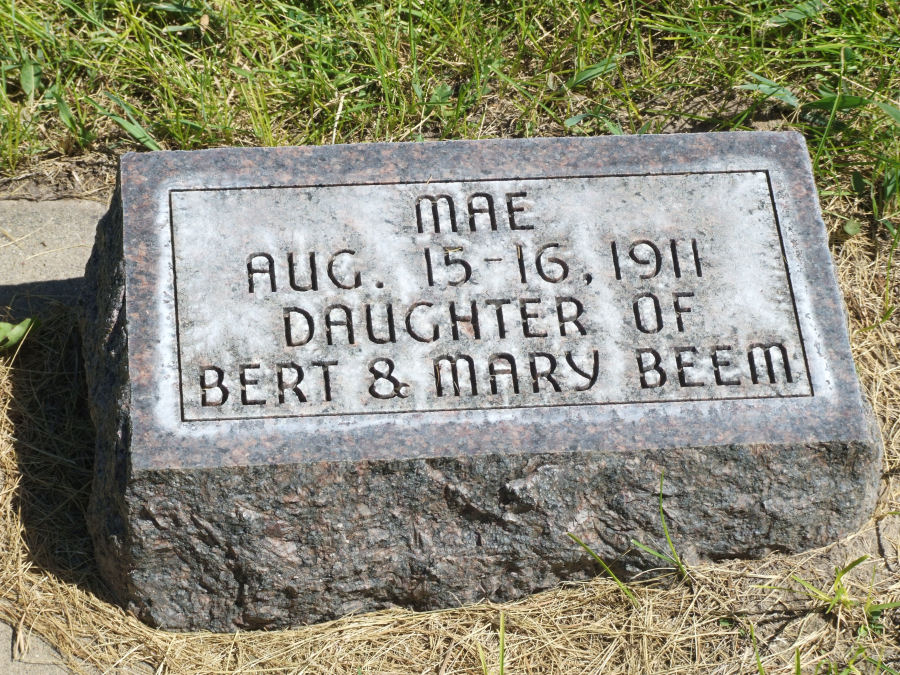 MAE
AUG. 15-16, 1911
DAUGHTER OF
BERT & MARY BEEM